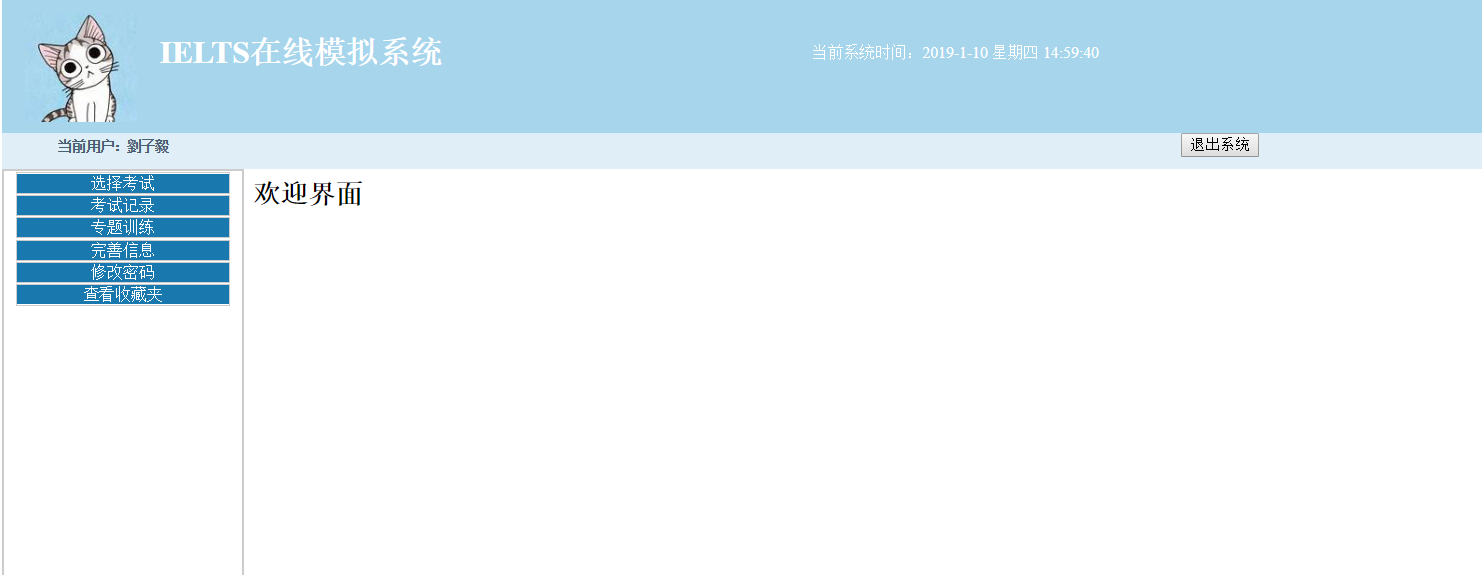 IELTS在线模拟系统
当前系统时间：2019-1-10 星期四 14:59:40
当前用户：劉子毅
退出系统
选择考试
考试记录
专题训练
完善信息
修改密码
查看收藏夹
欢迎界面